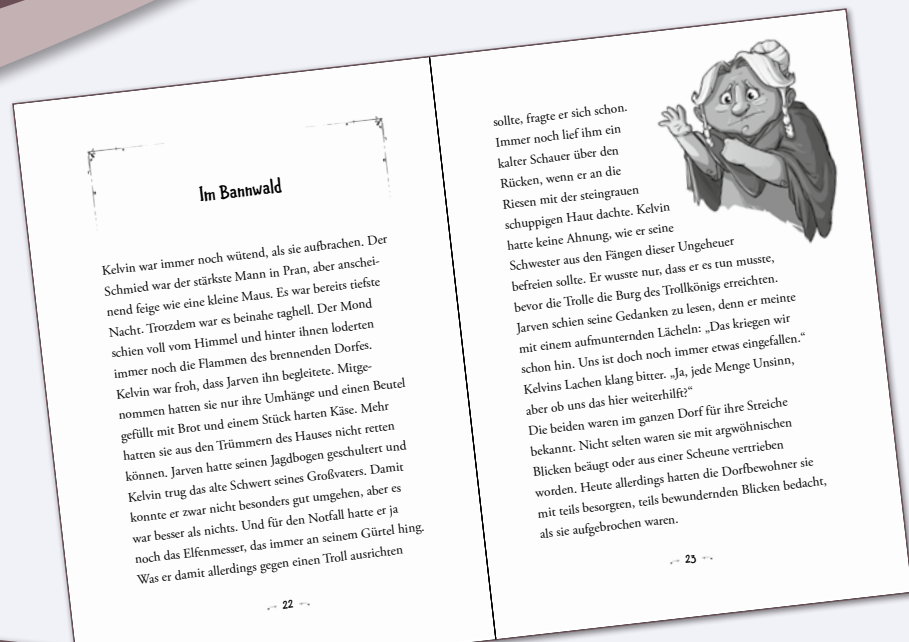 Im Bannwald
Kelvin war immer noch wütend, als sie aufbrachen. Der
Schmied war der stärkste Mann in Pran, aber anschei-
nend feige wie eine kleine Maus. Es war bereits tiefste
Nacht. Trotzdem war es beinahe taghell. Der Mond
schien voll vom Himmel und hinter ihnen loderten
immer noch die Flammen des brennenden Dorfes.
Kelvin war froh, dass Jarven ihn begleitete. Mitge-
nommen hatten sie nur ihre Umhänge und einen Beutel
gefüllt mit Brot und einem Stück harten Käse. Mehr
hatten sie aus den Trümmern des Hauses nicht retten
können. Jarven hatte seinen Jagdbogen geschultert und
Kelvin trug das alte Schwert seines Großvaters. Damit
konnte er zwar nicht besonders gut umgehen, aber es
war besser als nichts. Und für den Notfall hatte er ja
noch das Elfenmesser, das immer an seinem Gürtel hing.
Was er damit allerdings gegen einen Troll ausrichten
22
sollte, fragte er sich schon.
Immer noch lief ihm ein
kalter Schauer über den
Rücken, wenn er an die
Riesen mit der steingrauen
schuppigen Haut dachte. Kelvin
hatte keine Ahnung, wie er seine
Schwester aus den Fängen dieser Ungeheuer
befreien sollte. Er wusste nur, dass er es tun musste,
bevor die Trolle die Burg des Trollkönigs erreichten.
Jarven schien seine Gedanken zu lesen, denn er meinte
mit einem aufmunternden Lächeln: „Das kriegen wir
schon hin. Uns ist doch noch immer etwas eingefallen.“
Kelvins Lachen klang bitter. „Ja, jede Menge Unsinn,
aber ob uns das hier weiterhilft?“
Die beiden waren im ganzen Dorf für ihre Streiche
bekannt. Nicht selten waren sie mit argwöhnischen
Blicken beäugt oder aus einer Scheune vertrieben
worden. Heute allerdings hatten die Dorfbewohner sie
mit teils besorgten, teils bewundernden Blicken bedacht,
als sie aufgebrochen waren.
23